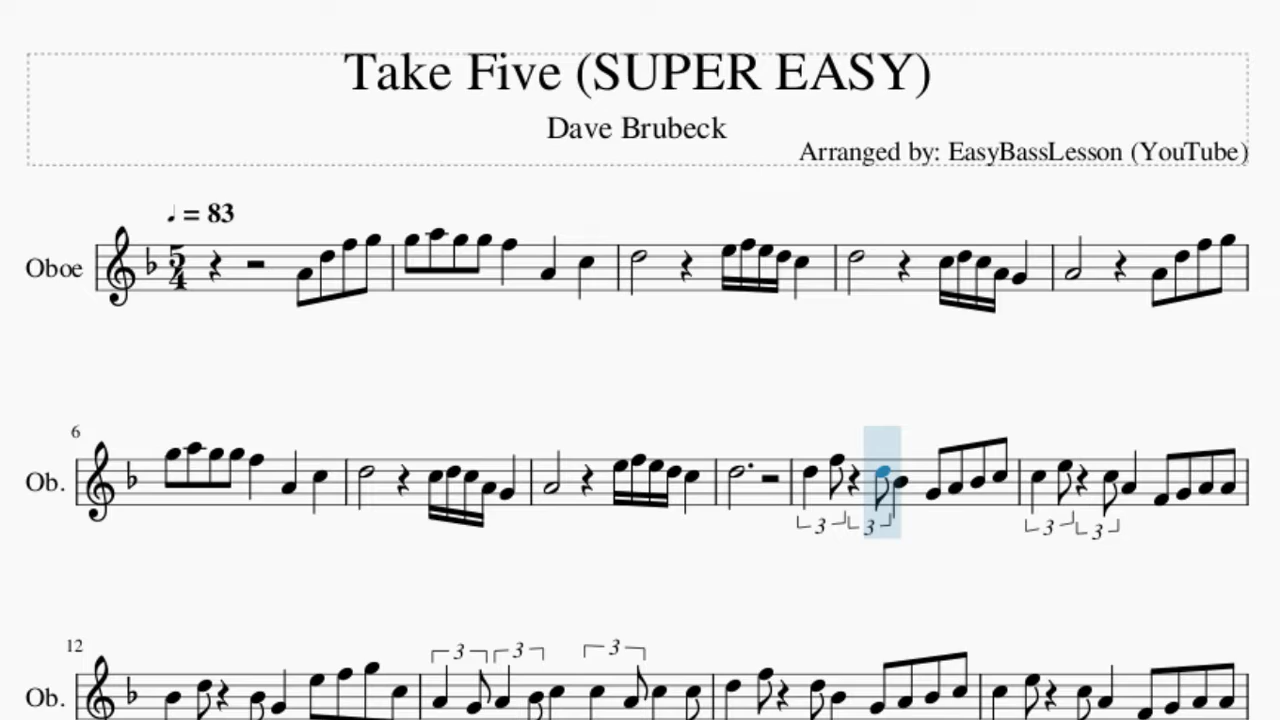 Take Five (SUPER EASY)
Dave Brubeck
Arranged by: EasyBassLesson (YouTube)
♩ = 83
Oboe
5
4
6
Ob.
3 3 3 3
12
3 3 3
Ob.